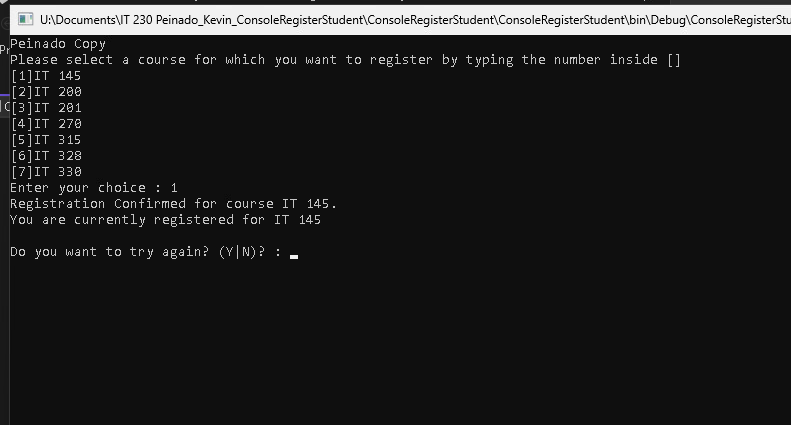 U:\Documents\IT 230 Peinado_Kevin_ConsoleRegisterStudent\ConsoleRegisterStudent\ConsoleRegisterStudent\bin\Debug\ConsoleRegisterStu
Peinado Copy
Please select a course for which you want to register by typing the number inside []
[1]IT 145
[2]IT 200
[3]IT 201
[4]IT 270
[5]IT 315
[6]IT 328
[7]IT 330
Enter your choice : 1
Registration Confirmed for course IT 145.
You are currently registered for IT 145
Do you want to try again? (Y|N)? :